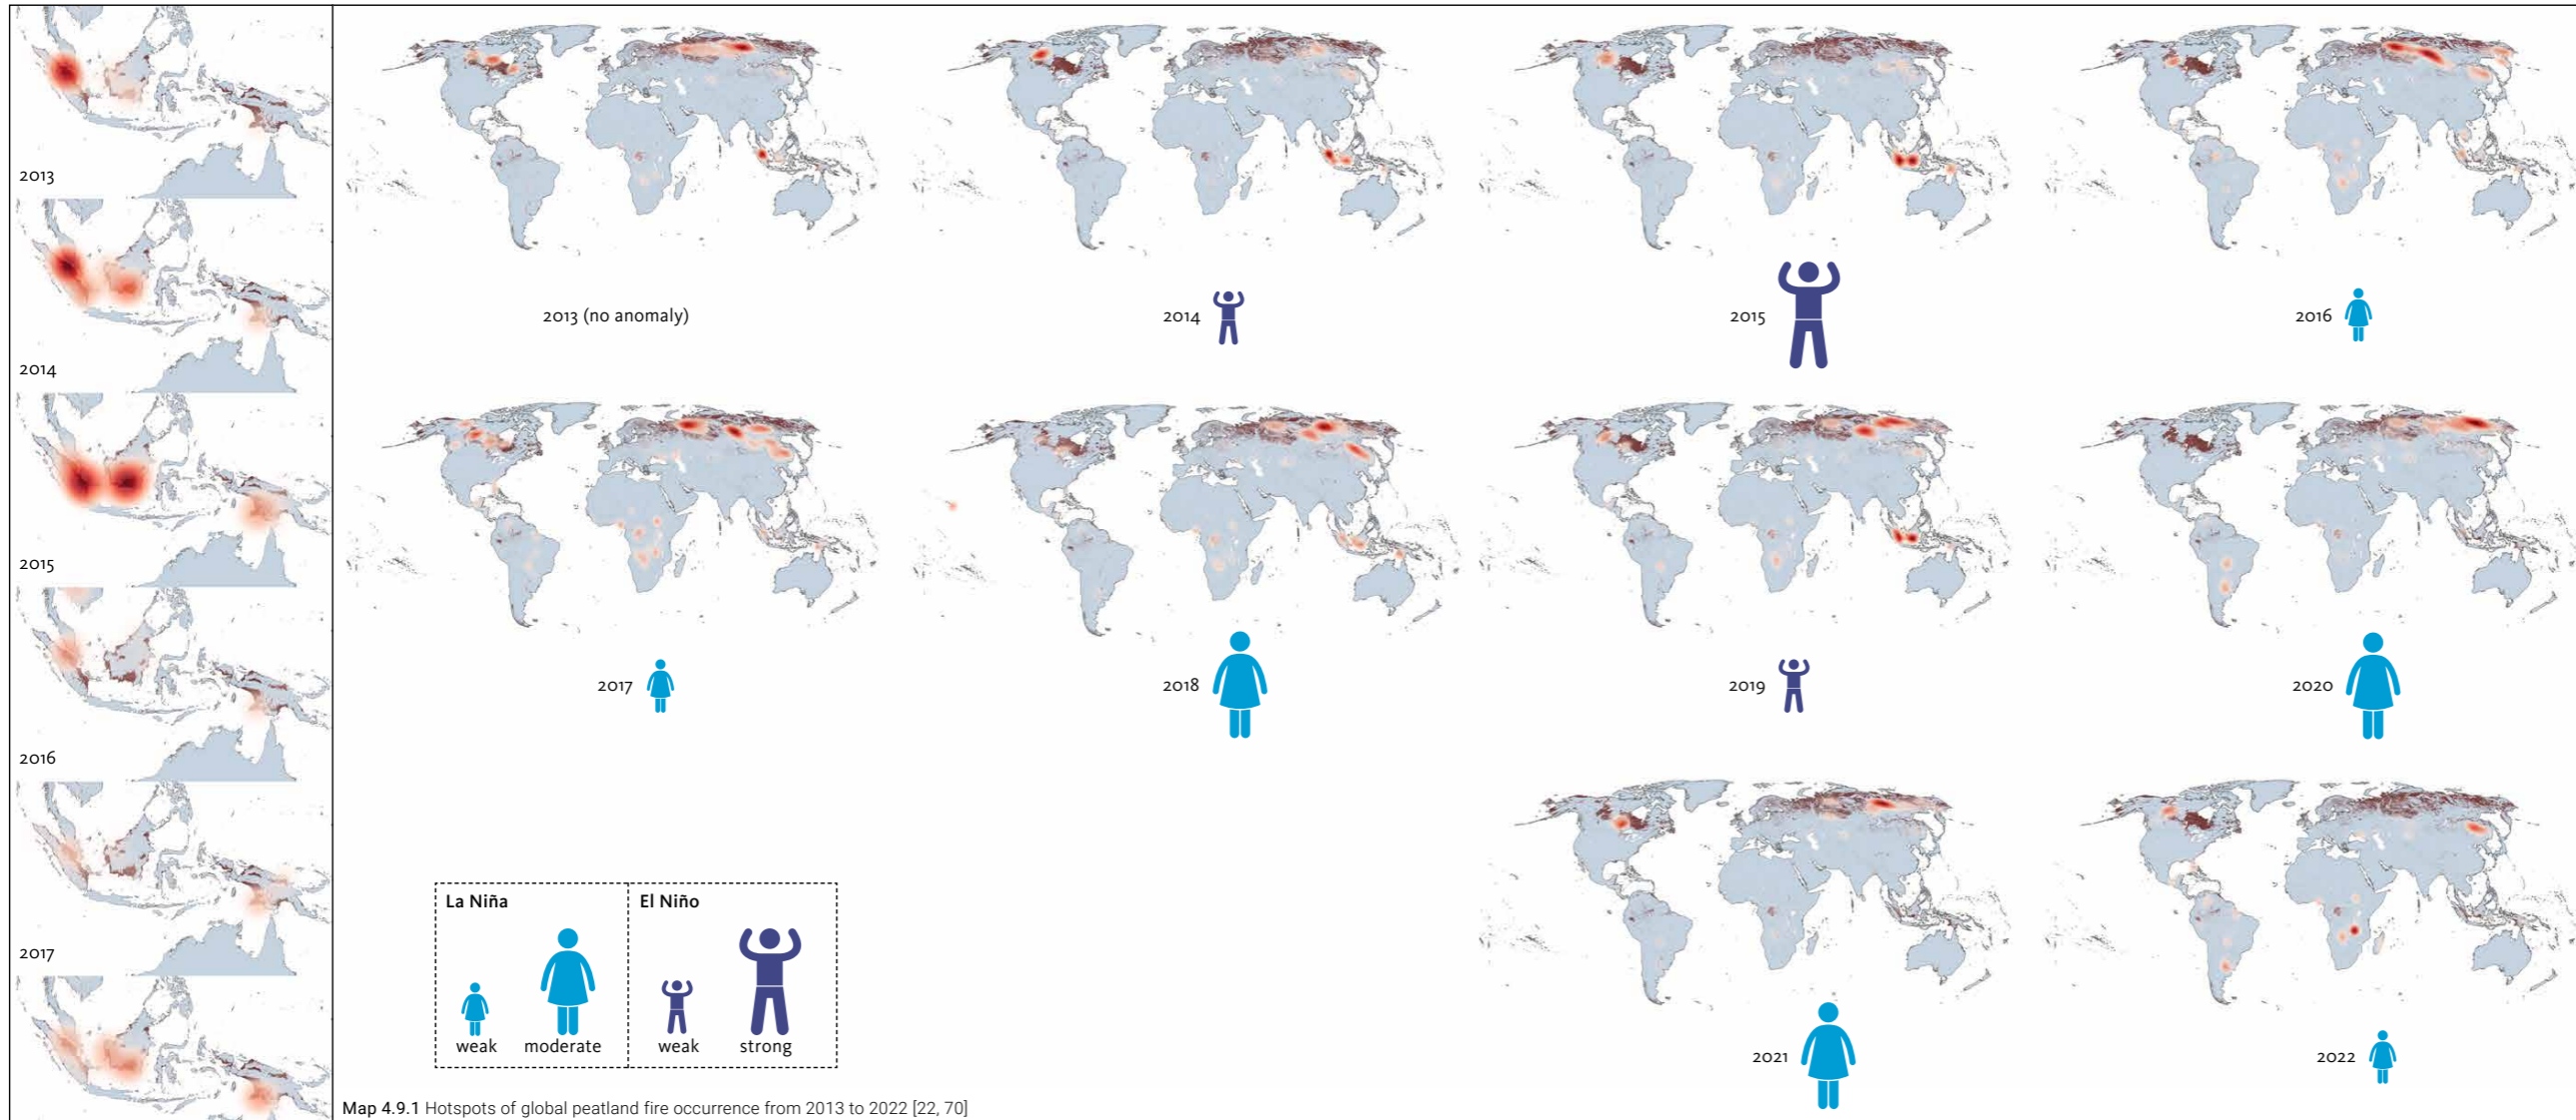 2013
2014
2015
2016
2017
2013 (no anomaly)
2014
2015
2016
2017
2018
2019
2020
2021
2022
La Niña
El Niño
weak
moderate
weak
strong
Map 4.9.1 Hotspots of global peatland fire occurrence from 2013 to 2022 [22, 70]